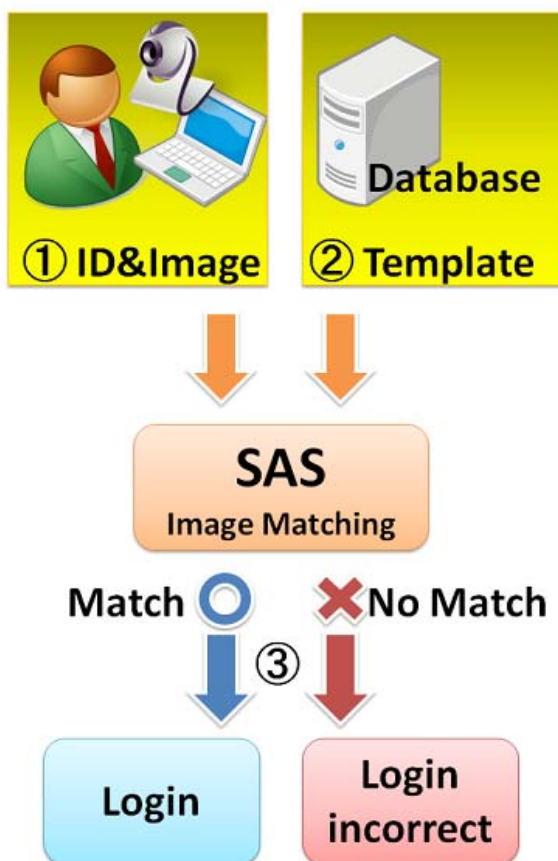 ① ID&Image
Database
② Template
SAS
Image Matching
Match
No Match
③
Login
Login
incorrect